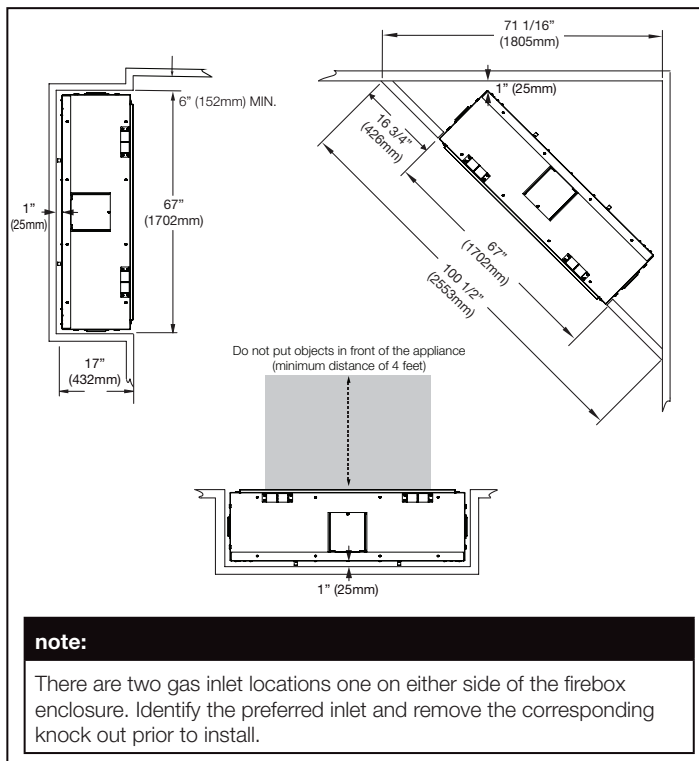 71 1/16"
(1805mm)
6" (152mm) MIN.
1" (25mm)
16 3/4"
(426mm)
1"
(25mm)
67"
(1702mm)
67"
(1702mm)
100 1/2"
(2553mm)
17"
(432mm)
Do not put objects in front of the appliance
(minimum distance of 4 feet)
1" (25mm)
note:
There are two gas inlet locations one on either side of the firebox
enclosure. Identify the preferred inlet and remove the corresponding
knock out prior to install.